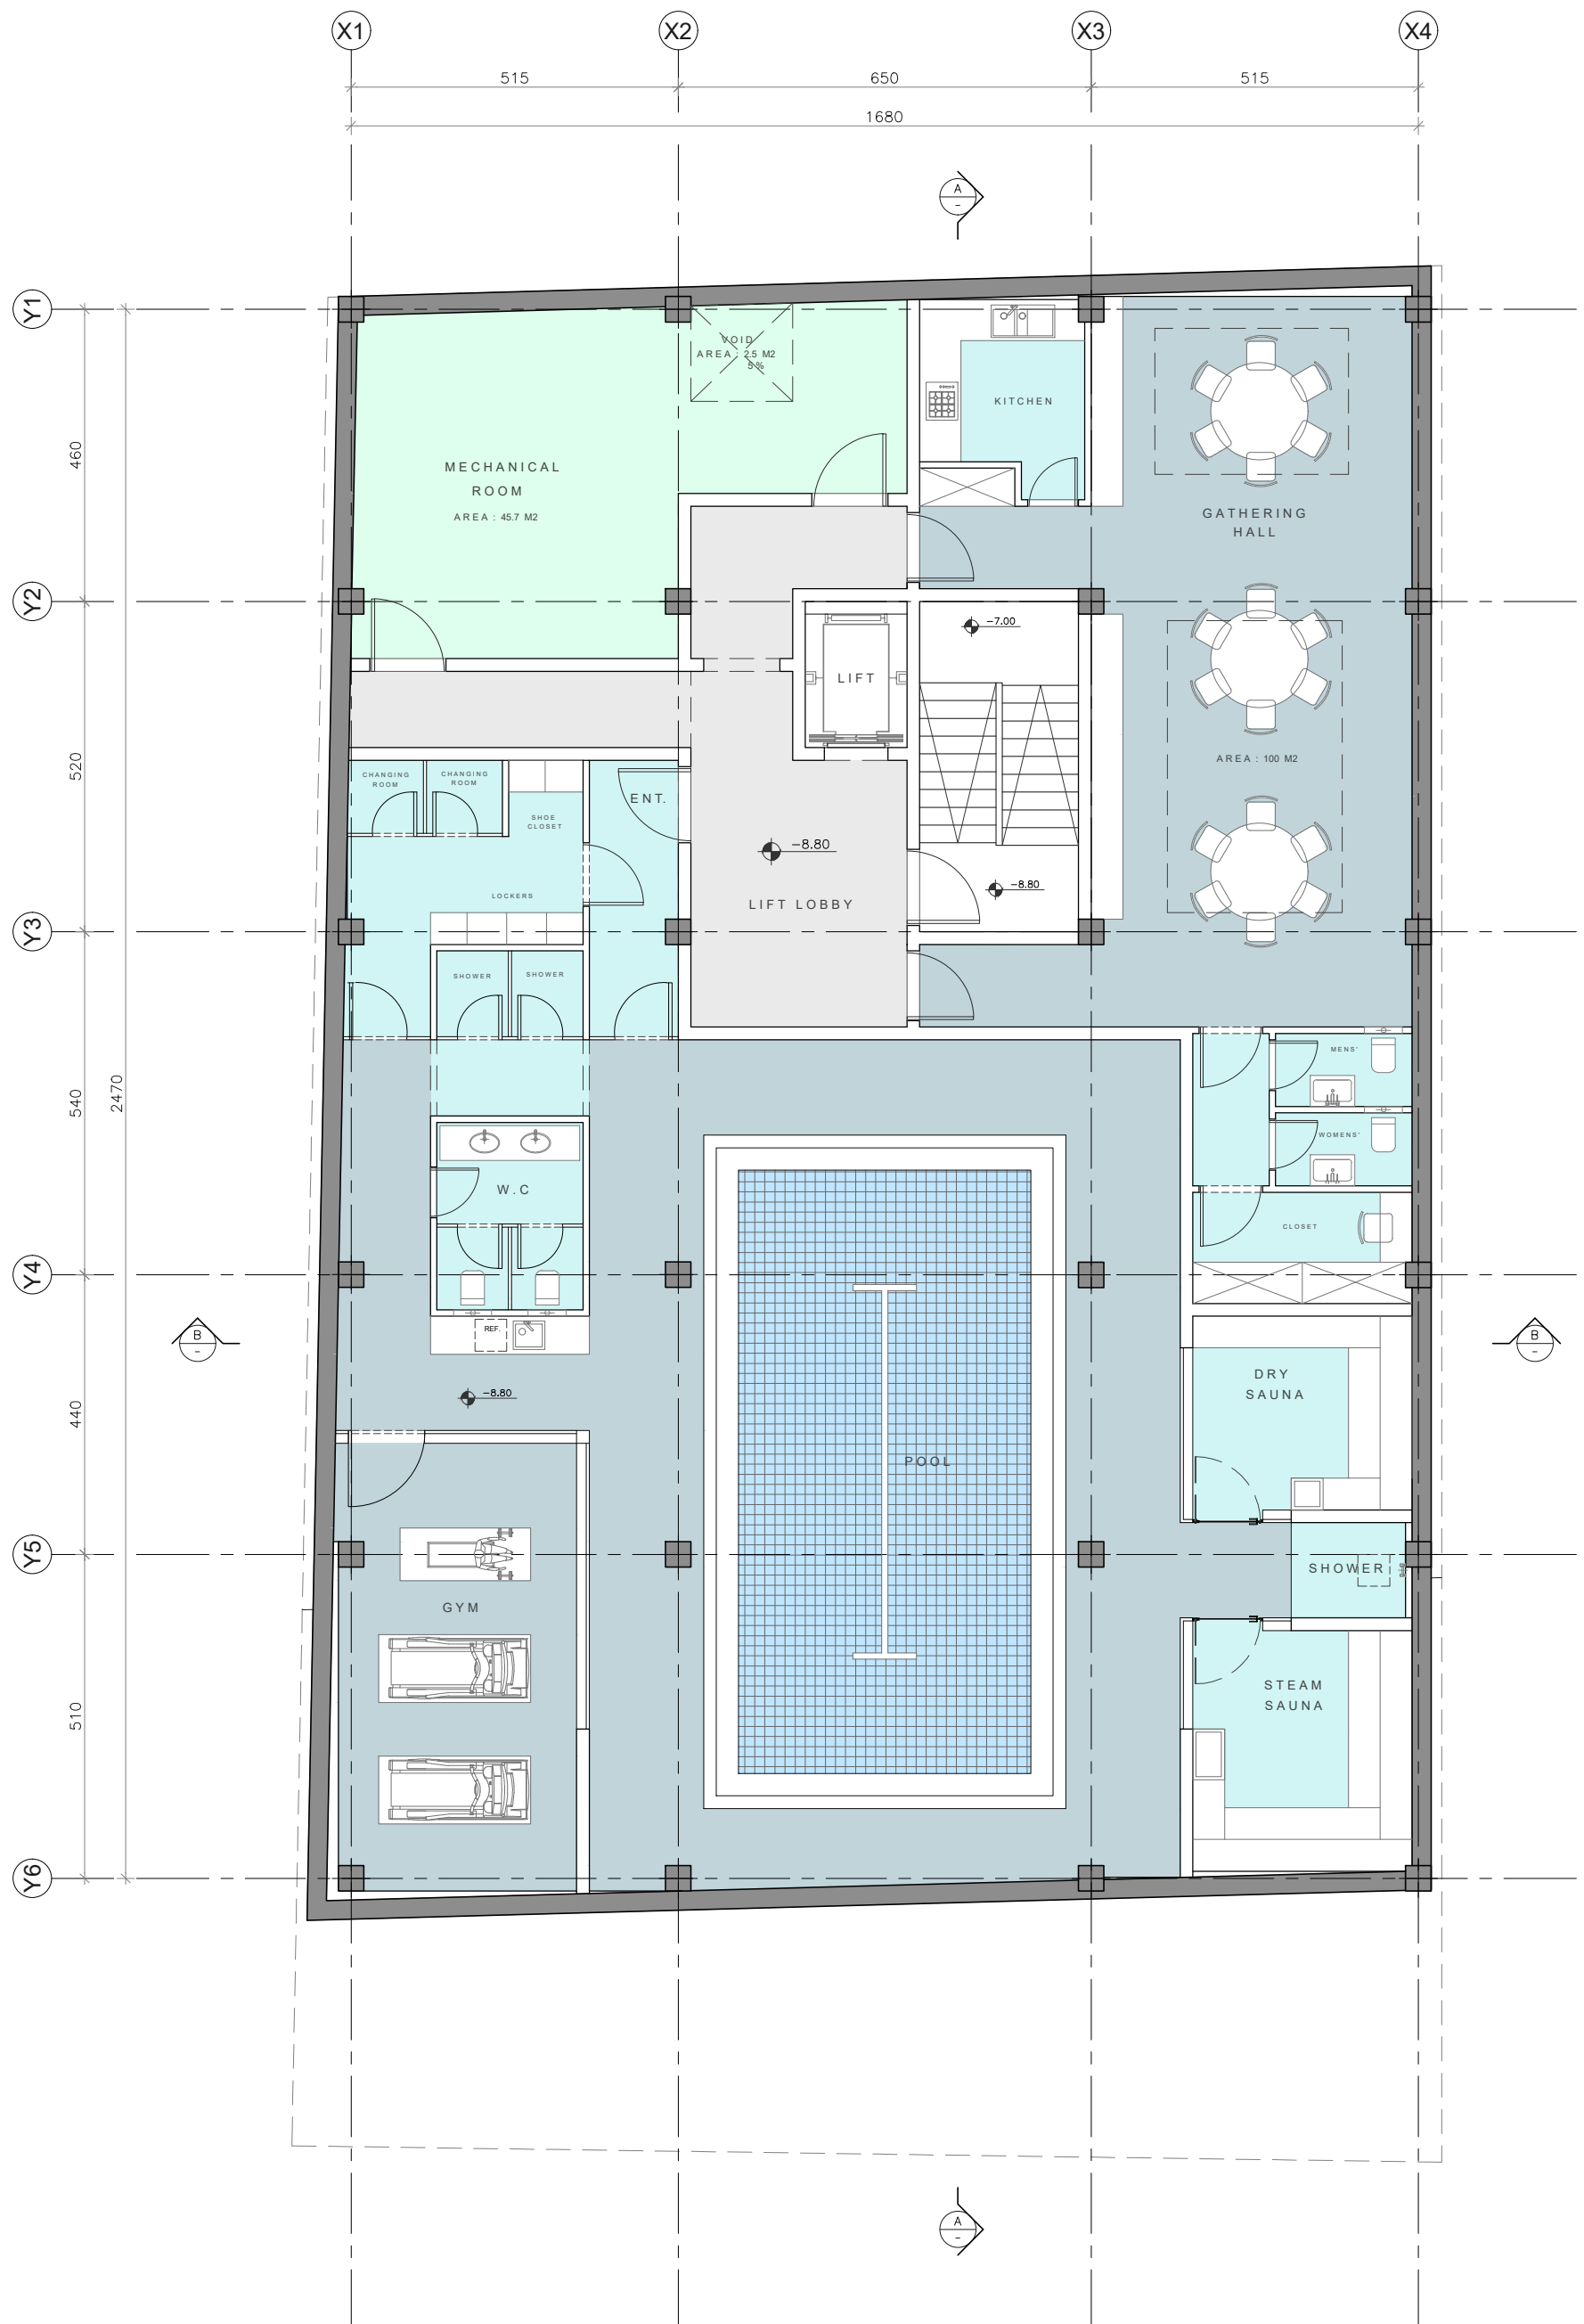 X1
X2
X3
X4
515
650
515
1680
A
-
Y1
VOID
AREA : 2.5 M2
5 %
KITCHEN
460
MECHANICAL
ROOM
AREA : 45.7 M2
GATHERING
HALL
Y2
-7.00
LIFT
520
CHANGING
ROOM
CHANGING
ROOM
SHOE
CLOSET
ENT.
AREA : 100 M2
-8.80
LOCKERS
LIFT LOBBY
-8.80
Y3
SHOWER
SHOWER
540
2470
MENS'
WOMENS'
W.C
CLOSET
Y4
B
-
REF.
B
-
DRY
SAUNA
-8.80
440
POOL
Y5
SHOWER
GYM
STEAM
SAUNA
510
Y6
A
-